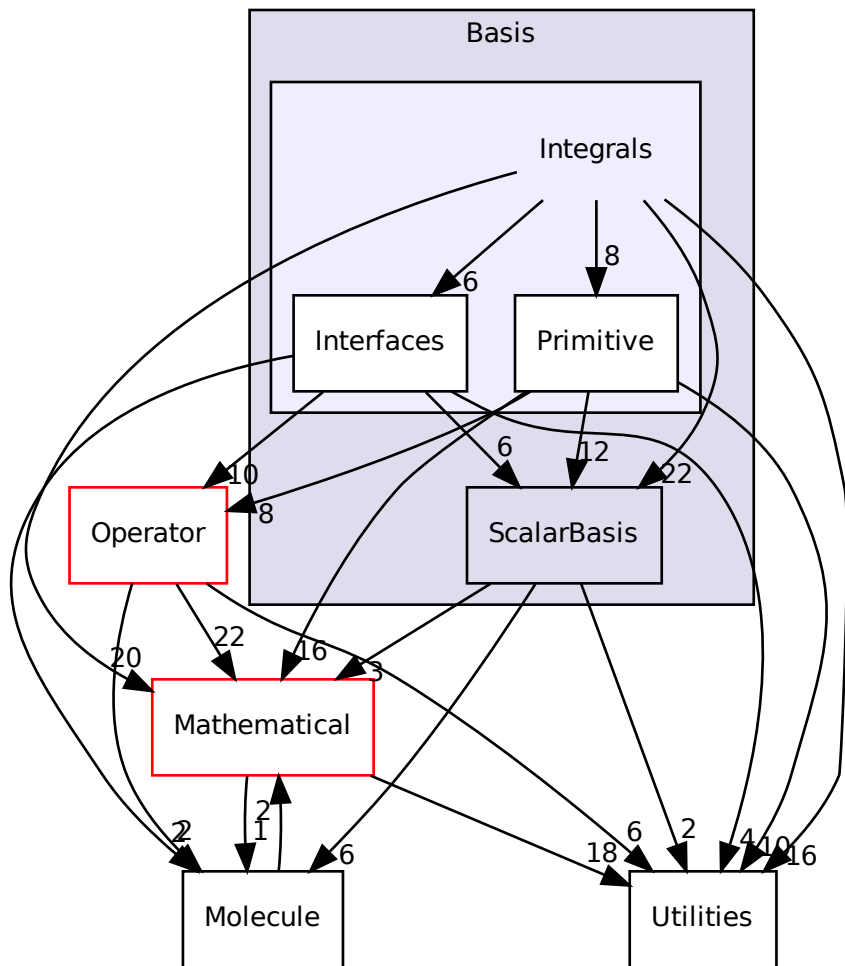 Basis
Integrals
8
6
Interfaces
Primitive
6
12
10
22
8
Operator
ScalarBasis
22
16
20
3
Mathematical
2
2
2
1
6
18
6
2
4
10
16
Molecule
Utilities